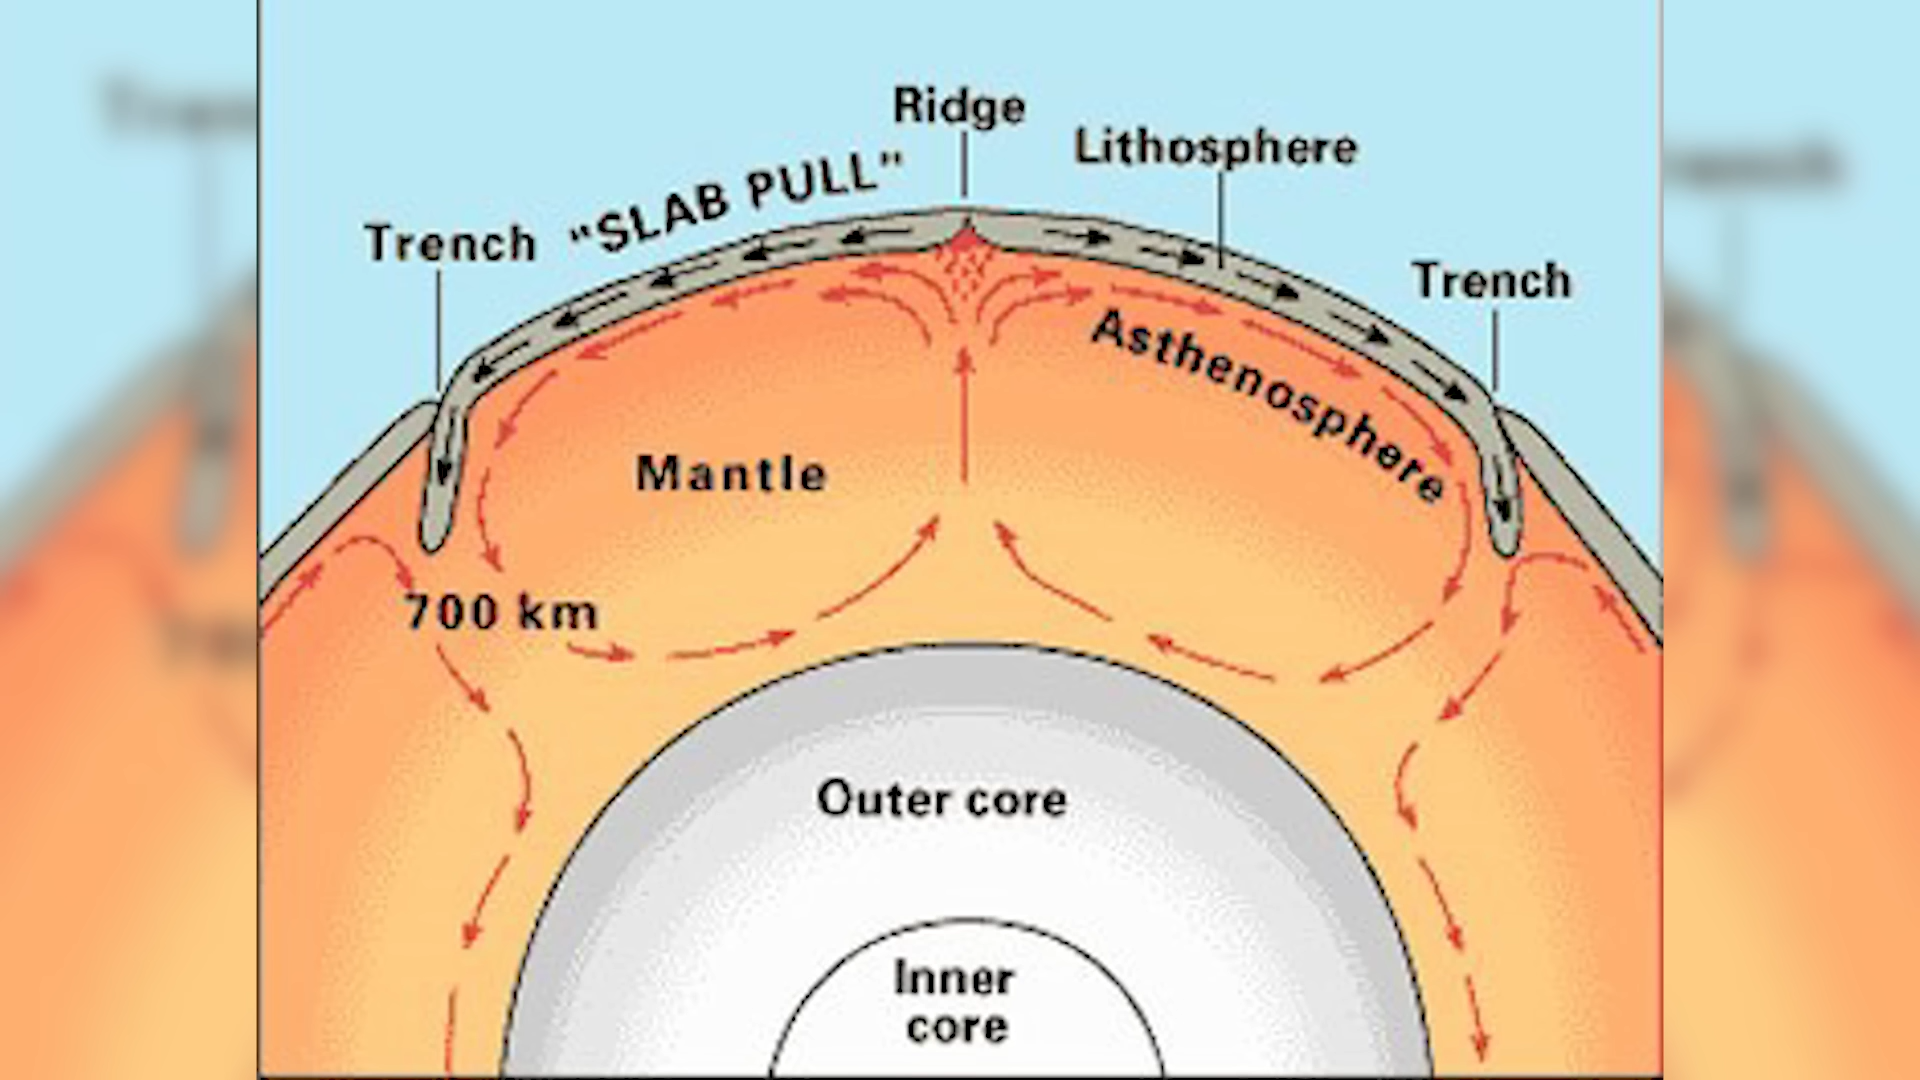 Ridge
Lithosphere
"SLAB PULL"
Trench
Trench
Asthenosphere
Mantle
700 km
Outer core
Inner
core